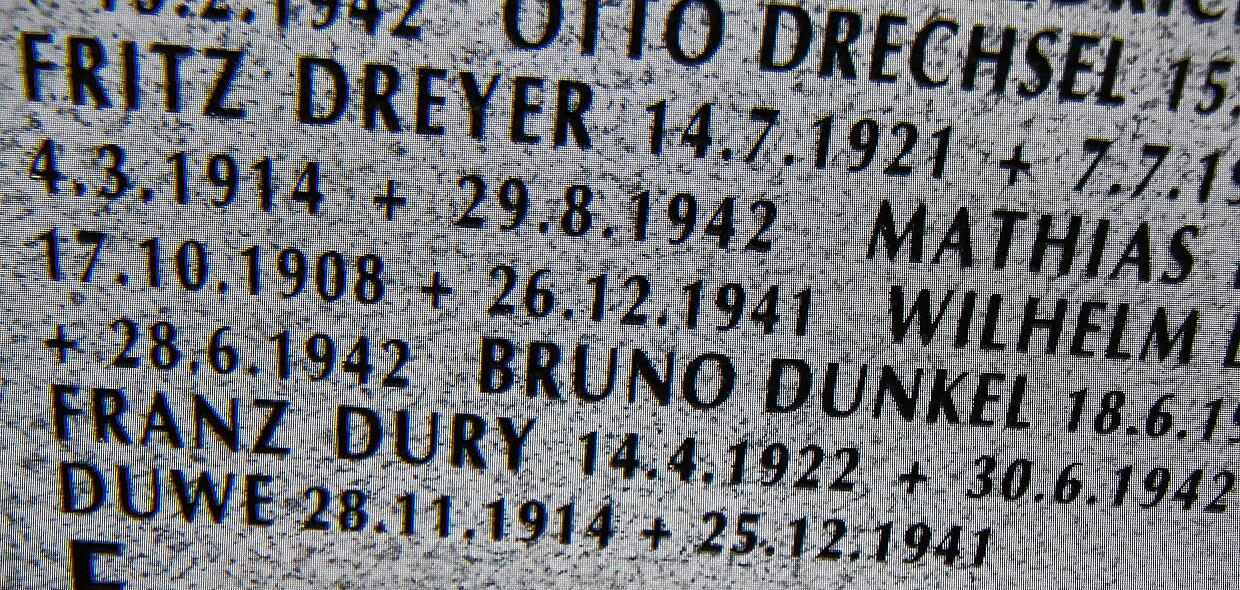 .2.1942 OTTO DRECHSEL 15.
FRITZ DREYER 14.7.1921 + 7.7.19
4.3.1914 + 29.8.1942 MATHIAS
17.10.1908 + 26.12.1941 WILHELM
+ 28.6.1942 BRUNO DUNKEL 18.6.19
FRANZ DURY 14.4.1922 + 30.6.1942
DUWE 28.11.1914 + 25.12.1941
E